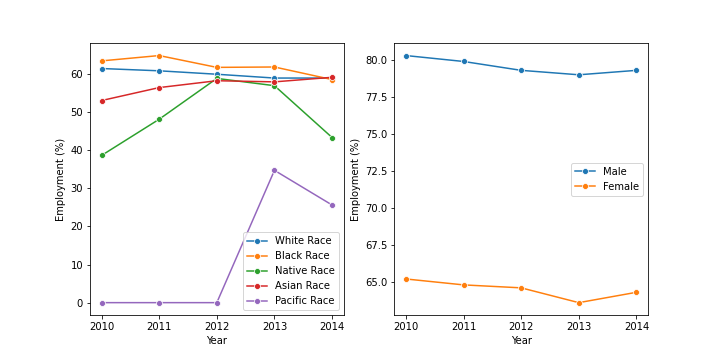 Employment (%)
60
50
40
30
20
10
0
2010 2011 2012 2013 2014
Year
White Race
Black Race
Native Race
Asian Race
Pacific Race
Employment (%)
80.0
77.5
75.0
72.5
70.0
67.5
65.0
2010 2011 2012 2013 2014
Year
Male
Female